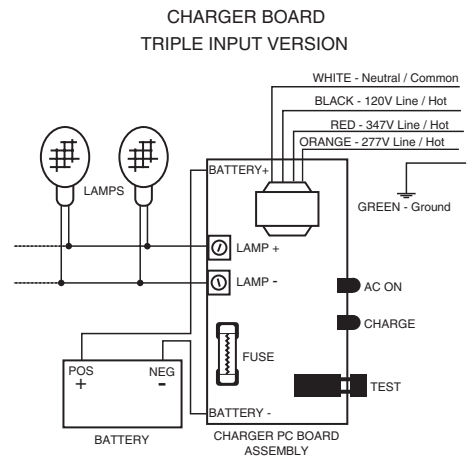 CHARGER BOARD
TRIPLE INPUT VERSION
WHITE - Neutral / Common
BLACK - 120V Line / Hot
RED - 347V Line / Hot
ORANGE - 277V Line / Hot
BATTERY+
LAMPS
GREEN - Ground
LAMP +
LAMP -
AC ON
CHARGE
FUSE
POS
+
NEG
-
TEST
BATTERY -
BATTERY
CHARGER PC BOARD
ASSEMBLY